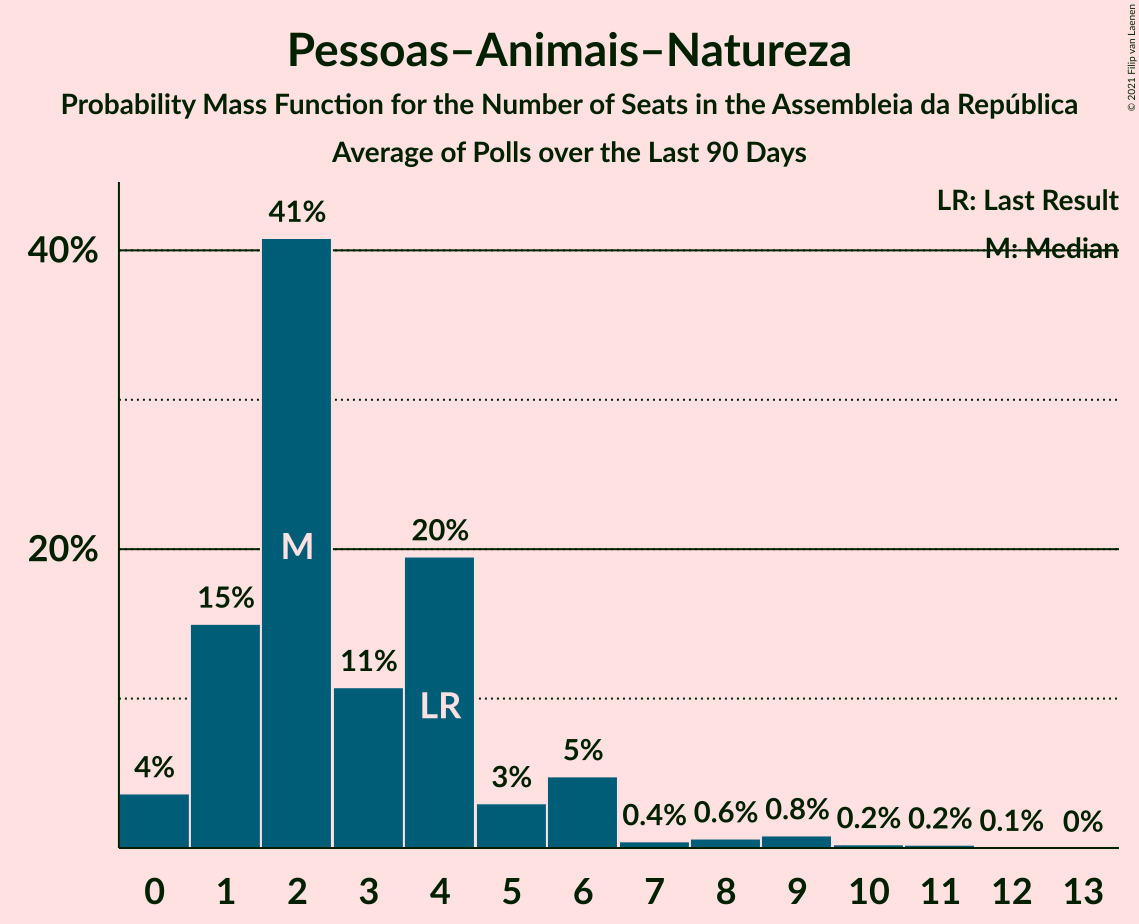 Pessoas–Animais–Natureza
Probability Mass Function for the Number of Seats in the Assembleia da República
Average of Polls over the Last 90 Days
© 2021 Filip van Laenen
LR: Last Result
M: Median
40%
20%
4%
15%
41%
11%
20%
3%
5%
0.4%
0.6%
0.8%
0.2%
0.2%
0.1%
0%
M
LR
0 1 2 3 4 5 6 7 8 9 10 11 12 13